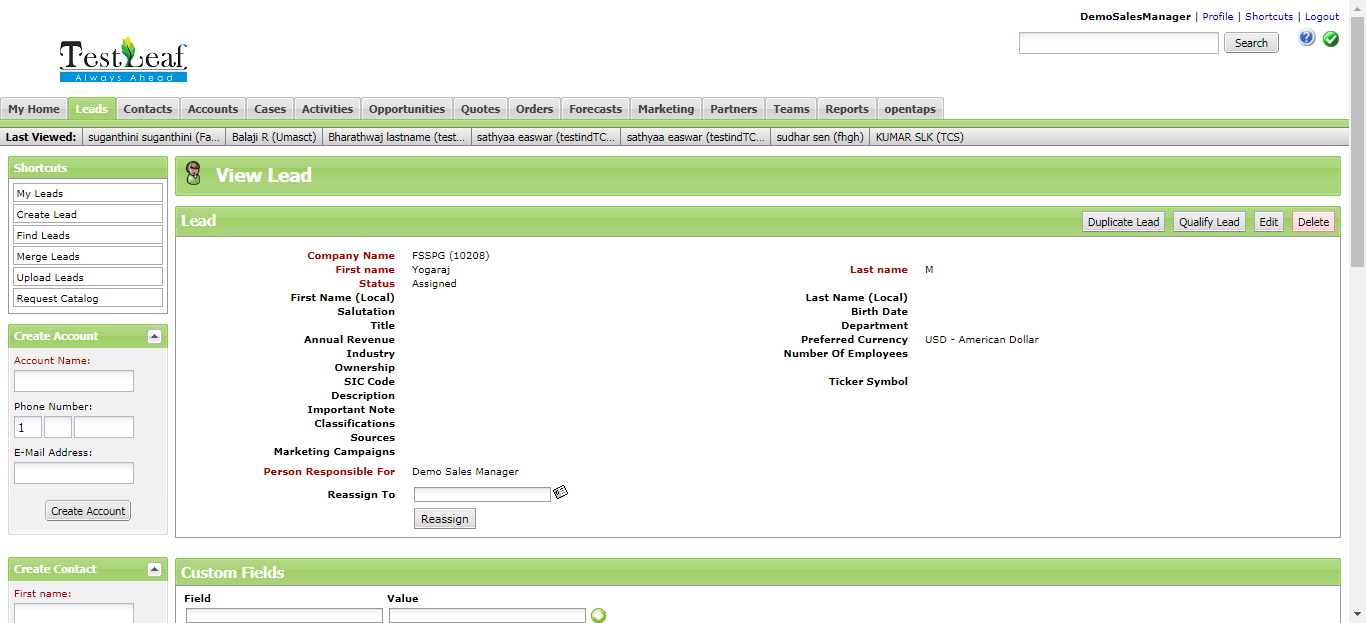 DemoSalesManager | Profile | Shortcuts | Logout
Search
TestLeaf
Always Ahead
My Home Leads Contacts Accounts Cases Activities Opportunities Quotes Orders Forecasts Marketing Partners Teams Reports opentaps
Last Viewed: suganthini suganthini (Fa... Balaji R (Umasct) Bharathwaj lastname (test... sathyaa easwar (testindTC... sathyaa easwar (testindTC... sudhar sen (fhgh) KUMAR SLK (TCS)
Shortcuts
My Leads
Create Lead
Find Leads
Merge Leads
Upload Leads
Request Catalog
Create Account
Account Name:
Phone Number:
1
E-Mail Address:
Create Account
Create Contact
First name:
View Lead
Lead
Duplicate Lead Qualify Lead Edit Delete
Company Name FSSPG (10208)
First name Yogaraj Last name M
Status Assigned
First Name (Local) Last Name (Local)
Salutation Birth Date
Title Department
Annual Revenue Preferred Currency USD - American Dollar
Industry Number Of Employees
Ownership
SIC Code Ticker Symbol
Description
Important Note
Classifications
Sources
Marketing Campaigns
Person Responsible For Demo Sales Manager
Reassign To
Reassign
Custom Fields
Field Value